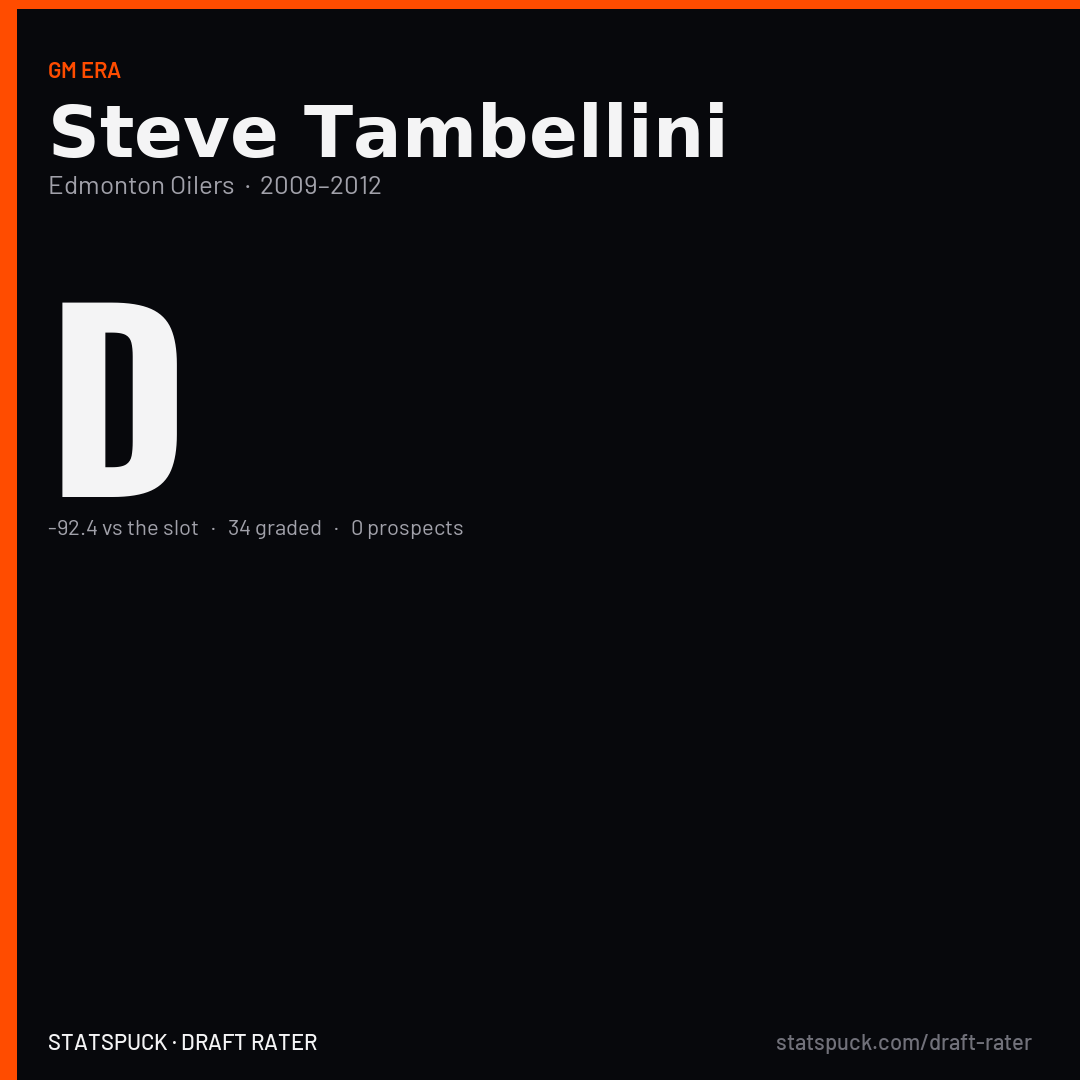 GM ERA
Steve Tambellini
Edmonton Oilers · 2009–2012
D
-92.4 vs the slot · 34 graded · 0 prospects
STATSPUCK · DRAFT RATER
statspuck.com/draft-rater